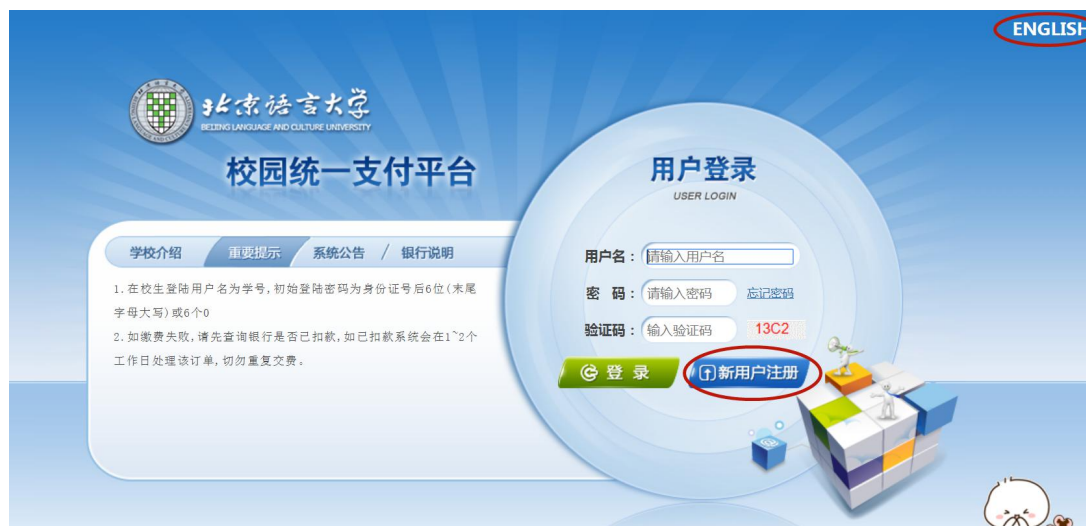 ENGLISH
北京语言大学
BEIJING LANGUAGE AND CULTURE UNIVERSITY
校园统一支付平台
学校介绍 重要提示 系统公告 / 银行说明
1.在校生登陆用户名为学号,初始登陆密码为身份证号后6位(末尾
字母大写)或6个0
2.如缴费失败,请先查询银行是否已扣款,如已扣款系统会在1~2个
工作日处理该订单,切勿重复交费。
用户登录
USER LOGIN
用户名： 请输入用户名
密 码： 请输入密码 忘记密码
验证码： 输入验证码 13C2
登 录 新用户注册